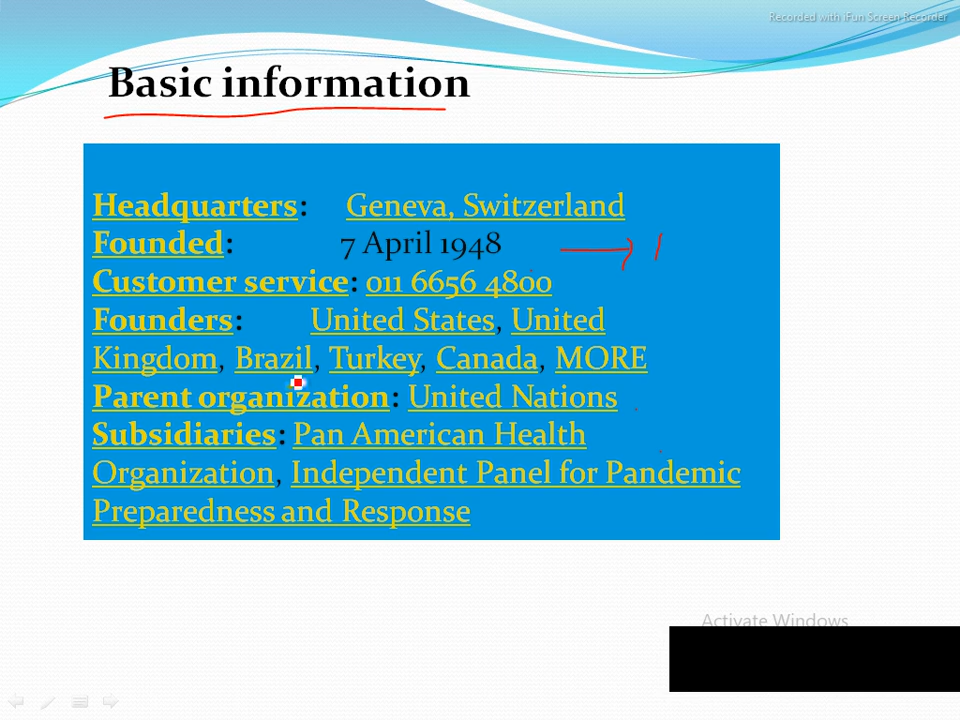 Recorded with iFun Screen Recorder
Basic information
Headquarters: Geneva, Switzerland
Founded: 7 April 1948
Customer service: 011 6656 4800
Founders: United States, United
Kingdom, Brazil, Turkey, Canada, MORE
Parent organization: United Nations
Subsidiaries: Pan American Health
Organization, Independent Panel for Pandemic
Preparedness and Response
Activate Windows